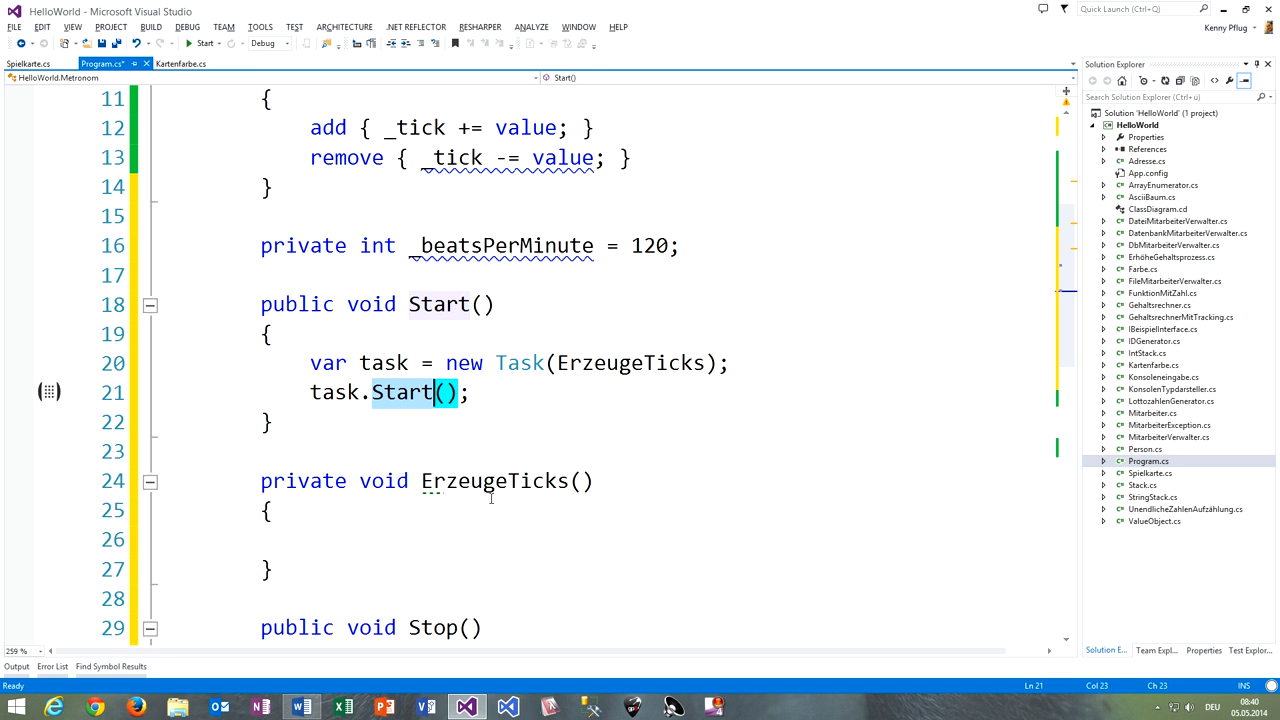 HelloWorld - Microsoft Visual Studio
Quick Launch (Ctrl+Q)
FILE EDIT VIEW PROJECT BUILD DEBUG TEAM TOOLS TEST ARCHITECTURE .NET REFLECTOR RESHARPER ANALYZE WINDOW HELP
Kenny Pflug
Start Debug
Spielkarte.cs Program.cs* Kartenfarbe.cs
HelloWorld.Metronom Start()
11 {
12 add { _tick += value; }
13 remove { _tick -= value; }
14 }
15
16 private int _beatsPerMinute = 120;
17
18 public void Start()
19 {
20 var task = new Task(ErzeugeTicks);
21 task.Start();
22 }
23
24 private void ErzeugeTicks()
25 {
26
27 }
28
29 public void Stop()
259 %
Solution Explorer
Search Solution Explorer (Ctrl+ü)
Solution 'HelloWorld' (1 project)
HelloWorld
Properties
References
Adresse.cs
App.config
ArrayEnumerator.cs
AsciiBaum.cs
ClassDiagram.cd
DateiMitarbeiterVerwalter.cs
DatenbankMitarbeiterVerwalter.cs
DbMitarbeiterVerwalter.cs
ErhöheGehaltsprozess.cs
Farbe.cs
FileMitarbeiterVerwalter.cs
FunktionMitZahl.cs
Gehaltsrechner.cs
GehaltsrechnerMitTracking.cs
IBeispielInterface.cs
IDGenerator.cs
IntStack.cs
Kartenfarbe.cs
Konsoleneingabe.cs
KonsolenTypdarsteller.cs
LottozahlenGenerator.cs
Mitarbeiter.cs
MitarbeiterException.cs
MitarbeiterVerwalter.cs
Person.cs
Program.cs
Spielkarte.cs
Stack.cs
StringStack.cs
UnendlicheZahlenAufzählung.cs
ValueObject.cs
Solution E... Team Expl... Properties Test Explor...
Output Error List Find Symbol Results
Ready Ln 21 Col 23 Ch 23 INS
DEU 08:40
05.05.2014